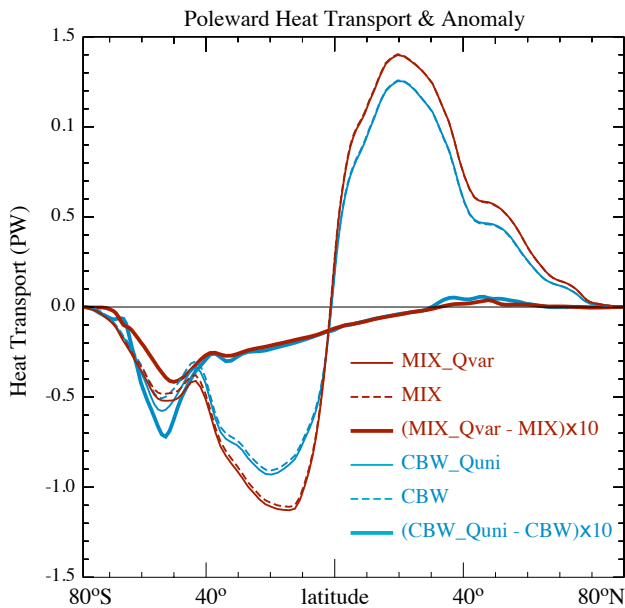 Poleward Heat Transport & Anomaly
Heat Transport (PW)
1.5
0.1
0.5
0.0
-0.5
-1.0
-1.5
MIX_Qvar
MIX
(MIX_Qvar - MIX)x10
CBW_Quni
CBW
(CBW_Quni - CBW)x10
80°S 40° latitude 40° 80°N